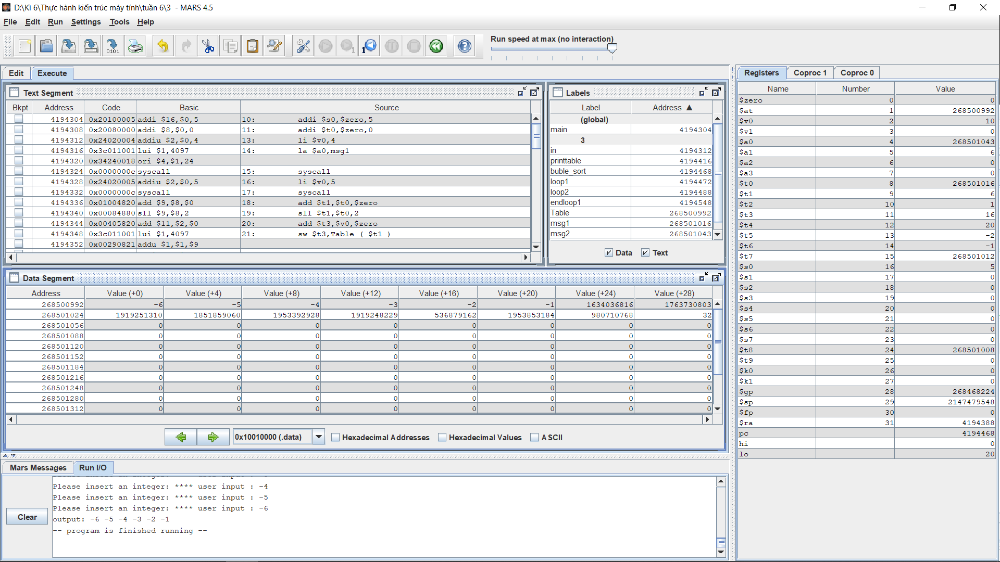 D:\Kì 6\Thực hành kiến trúc máy tính\tuần 6\3 - MARS 4.5
File Edit Run Settings Tools Help
Run speed at max (no interaction)
Edit Execute
Text Segment
Bkpt Address Code Basic Source
4194304 0x20100005 addi $16,$0,5 10: addi $s0,$zero,5
4194308 0x20080000 addi $8,$0,0 11: addi $t0,$zero,0
4194312 0x24020004 addiu $2,$0,4 13: li $v0,4
4194316 0x3c011001 lui $1,4097 14: la $a0,msg1
4194320 0x34240018 ori $4,$1,24
4194324 0x0000000c syscall 15: syscall
4194328 0x24020005 addiu $2,$0,5 16: li $v0,5
4194332 0x0000000c syscall 17: syscall
4194336 0x01004820 add $9,$8,$0 18: add $t1,$t0,$zero
4194340 0x00084880 sll $9,$8,2 19: sll $t1,$t0,2
4194344 0x00405820 add $11,$2,$0 20: add $t3,$v0,$zero
4194348 0x3c011001 lui $1,4097 21: sw $t3,Table ( $t1 )
4194352 0x00290821 addu $1,$1,$9
Labels
Label Address ▲
(global)
main 4194304
3
in 4194312
printtable 4194416
buble_sort 4194468
loop1 4194472
loop2 4194488
endloop1 4194548
Table 268500992
msg1 268501016
msg2 268501043
Data Text
Data Segment
Address Value (+0) Value (+4) Value (+8) Value (+12) Value (+16) Value (+20) Value (+24) Value (+28)
268500992 -6 -5 -4 -3 -2 -1 1634036816 1763730803
268501024 1919251310 1851859060 1953392928 1919248229 536879162 1953853184 980710768 32
268501056 0 0 0 0 0 0 0 0
268501088 0 0 0 0 0 0 0 0
268501120 0 0 0 0 0 0 0 0
268501152 0 0 0 0 0 0 0 0
268501184 0 0 0 0 0 0 0 0
268501216 0 0 0 0 0 0 0 0
268501248 0 0 0 0 0 0 0 0
268501280 0 0 0 0 0 0 0 0
268501312 0 0 0 0 0 0 0 0
0x10010000 (.data) Hexadecimal Addresses Hexadecimal Values ASCII
Mars Messages Run I/O
Clear
Please insert an integer: **** user input : -4
Please insert an integer: **** user input : -5
Please insert an integer: **** user input : -6
output: -6 -5 -4 -3 -2 -1
-- program is finished running --
Registers Coproc 1 Coproc 0
Name Number Value
$zero 0 0
$at 1 268500992
$v0 2 10
$v1 3 0
$a0 4 268501043
$a1 5 6
$a2 6 0
$a3 7 0
$t0 8 268501016
$t1 9 6
$t2 10 1
$t3 11 16
$t4 12 20
$t5 13 -2
$t6 14 -1
$t7 15 268501012
$s0 16 5
$s1 17 0
$s2 18 0
$s3 19 0
$s4 20 0
$s5 21 0
$s6 22 0
$s7 23 0
$t8 24 268501008
$t9 25 0
$k0 26 0
$k1 27 0
$gp 28 268468224
$sp 29 2147479548
$fp 30 0
$ra 31 4194388
pc 4194468
hi 0
lo 20